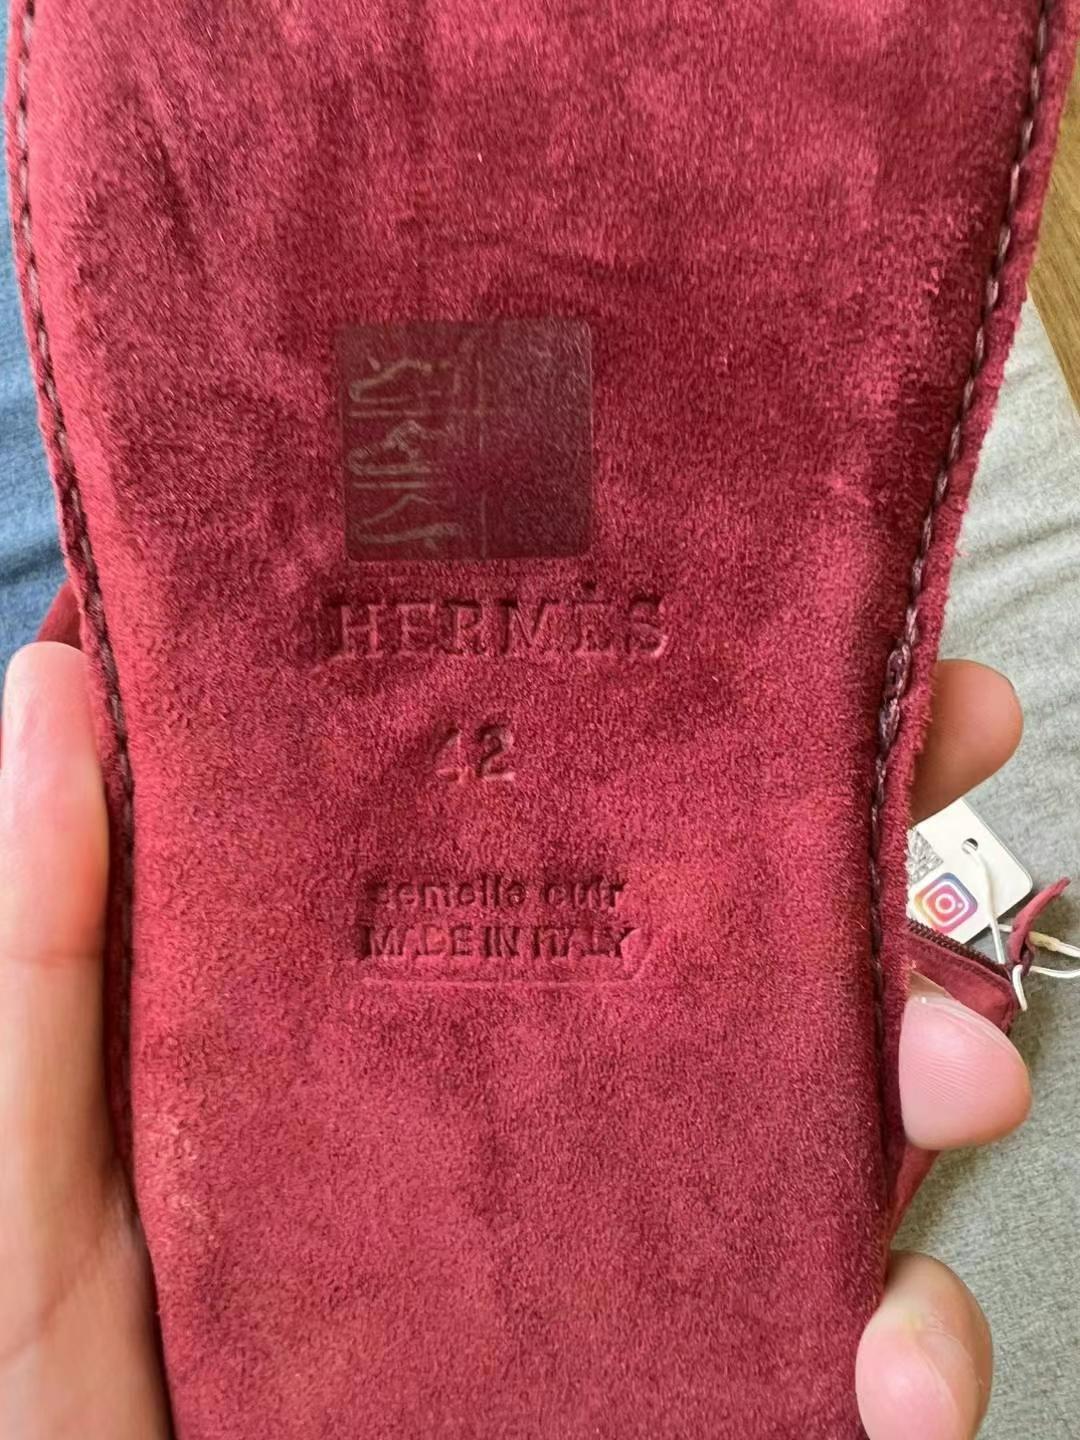 HERMÈS
42
semelle cuir
MADE IN ITALY